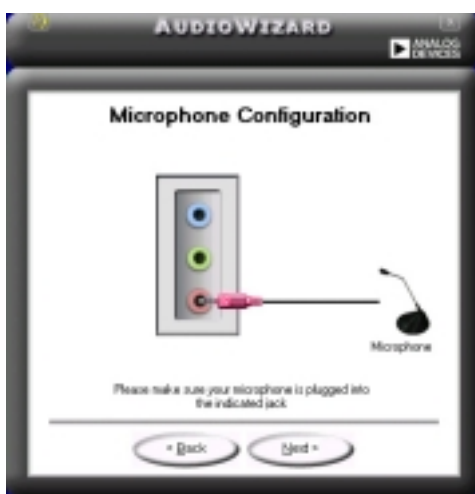 AUDIOWIZARD
ANALOG
DEVICES
Microphone Configuration
Microphone
Please make sure your microphone is plugged into
the indicated jack
< Back
Next >